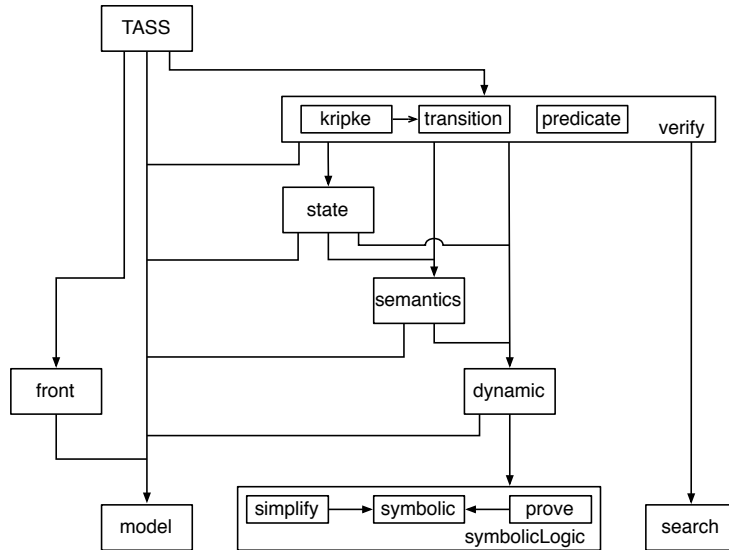 TASS
kripke
transition
predicate
verify
state
semantics
front
dynamic
simplify
symbolic
prove
symbolicLogic
model
search